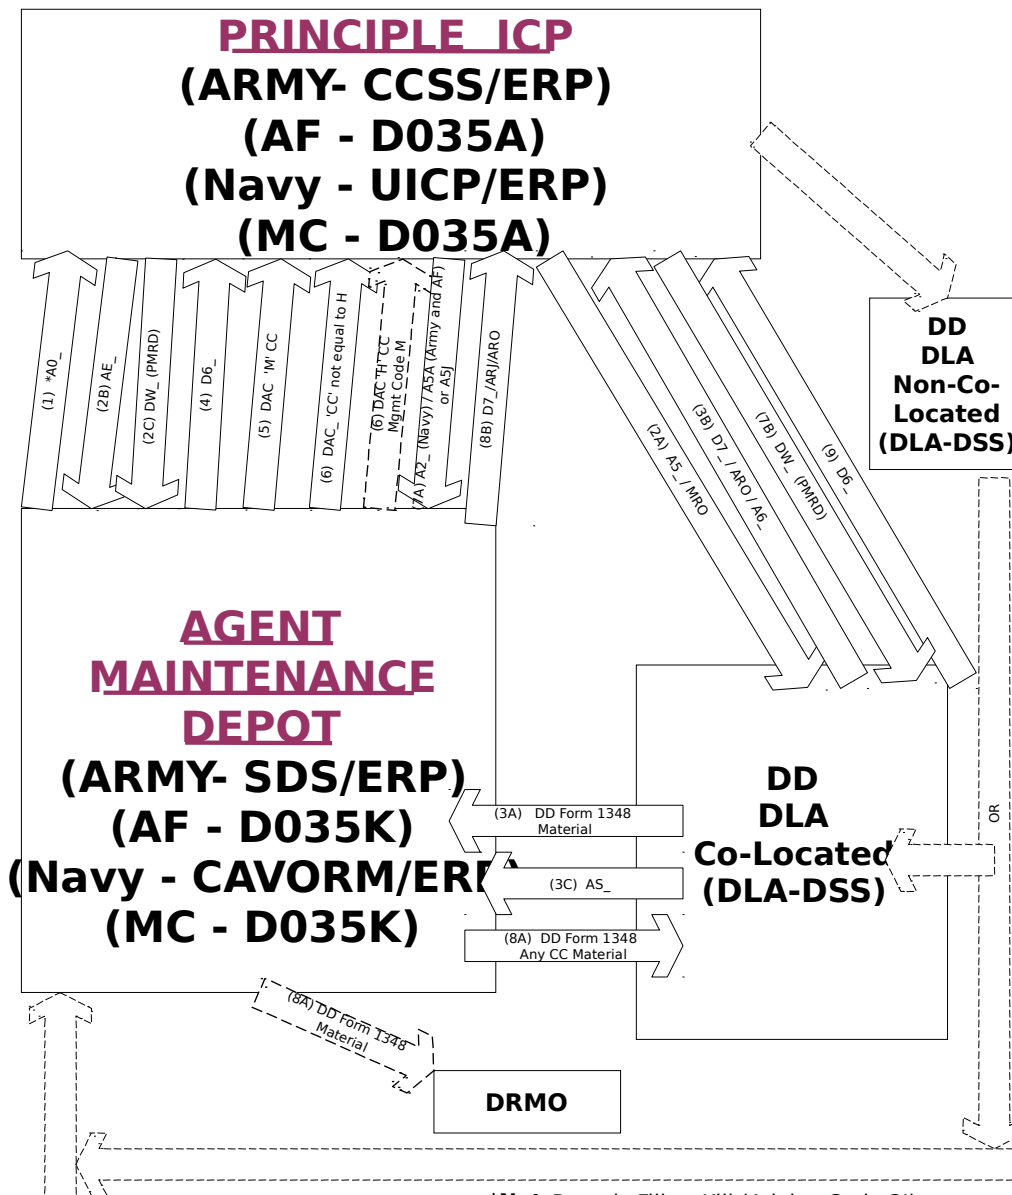 PRINCIPLE ICP
(ARMY- CCSS/ERP)
(AF - D035A)
(Navy - UICP/ERP)
(MC - D035A)
(1) *A0_
(2B) AE_
(2C) DW_ (PMRD)
(4) D6_
(5) DAC 'M' CC
(6) DAC_ 'CC' not equal to H
(6) DAC 'H' CC
Mgmt Code M
(7A) A2_ (Navy) / A5A (Army and AF)
or A5J
(8B) D7_/ARJ/ARO
(2A) A5_ / MRO
(3B) D7_ / ARO / A6_
(7B) DW_ (PMRD)
(9) D6_
DD
DLA
Non-Co-
Located
(DLA-DSS)
AGENT
MAINTENANCE
DEPOT
(ARMY- SDS/ERP)
(AF - D035K)
(Navy - CAVORM/ERP)
(MC - D035K)
DD
DLA
Co-Located
(DLA-DSS)
OR
(3A) DD Form 1348
Material
(3C) AS_
(8A) DD Form 1348
Any CC Material
(8A) DD Form 1348
Material
DRMO